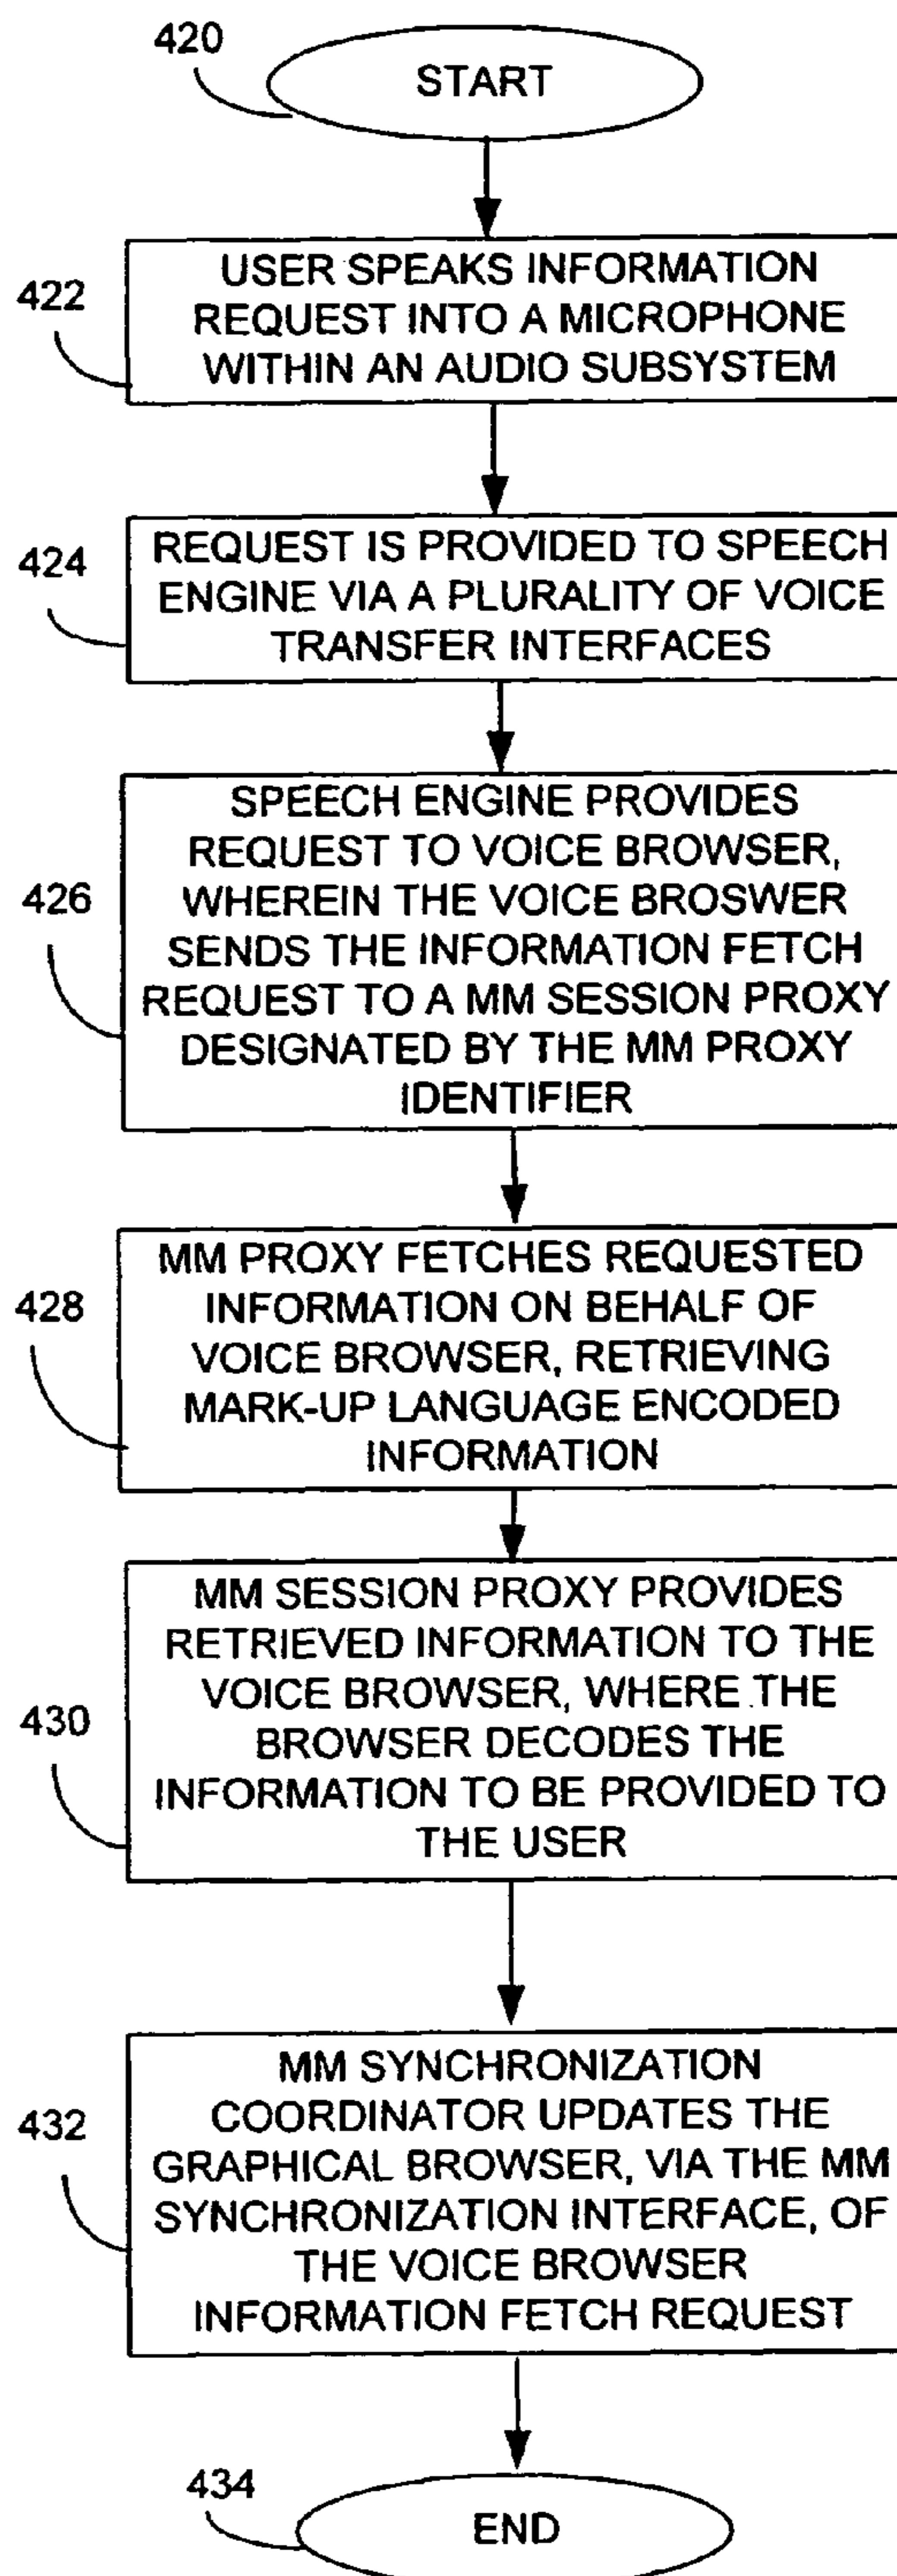 420
START
422
USER SPEAKS INFORMATION
REQUEST INTO A MICROPHONE
WITHIN AN AUDIO SUBSYSTEM
424
REQUEST IS PROVIDED TO SPEECH
ENGINE VIA A PLURALITY OF VOICE
TRANSFER INTERFACES
426
SPEECH ENGINE PROVIDES
REQUEST TO VOICE BROWSER,
WHEREIN THE VOICE BROSWER
SENDS THE INFORMATION FETCH
REQUEST TO A MM SESSION PROXY
DESIGNATED BY THE MM PROXY
IDENTIFIER
428
MM PROXY FETCHES REQUESTED
INFORMATION ON BEHALF OF
VOICE BROWSER, RETRIEVING
MARK-UP LANGUAGE ENCODED
INFORMATION
430
MM SESSION PROXY PROVIDES
RETRIEVED INFORMATION TO THE
VOICE BROWSER, WHERE THE
BROWSER DECODES THE
INFORMATION TO BE PROVIDED TO
THE USER
432
MM SYNCHRONIZATION
COORDINATOR UPDATES THE
GRAPHICAL BROWSER, VIA THE MM
SYNCHRONIZATION INTERFACE, OF
THE VOICE BROWSER
INFORMATION FETCH REQUEST
434
END